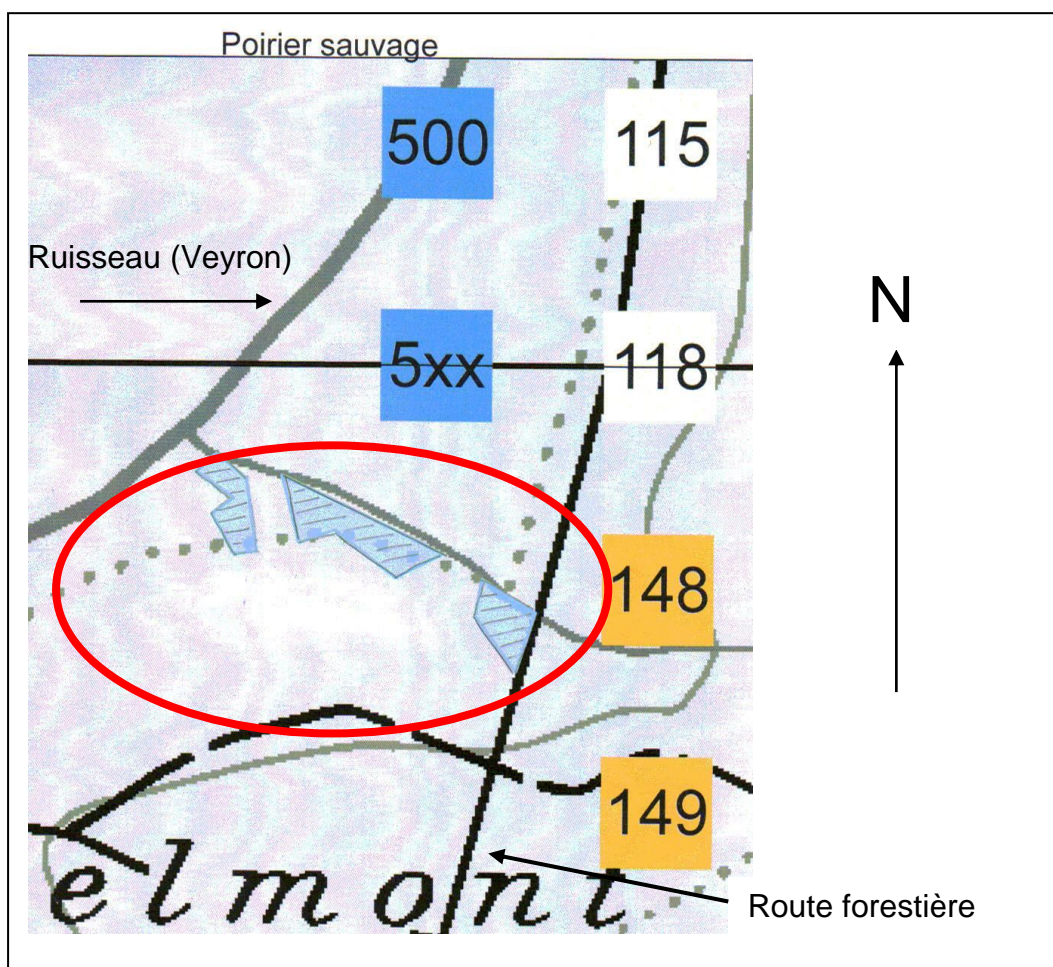 Poirier sauvage
500
115
Ruisseau (Veyron)
N
5xx
118
148
149
elmont
Route forestière